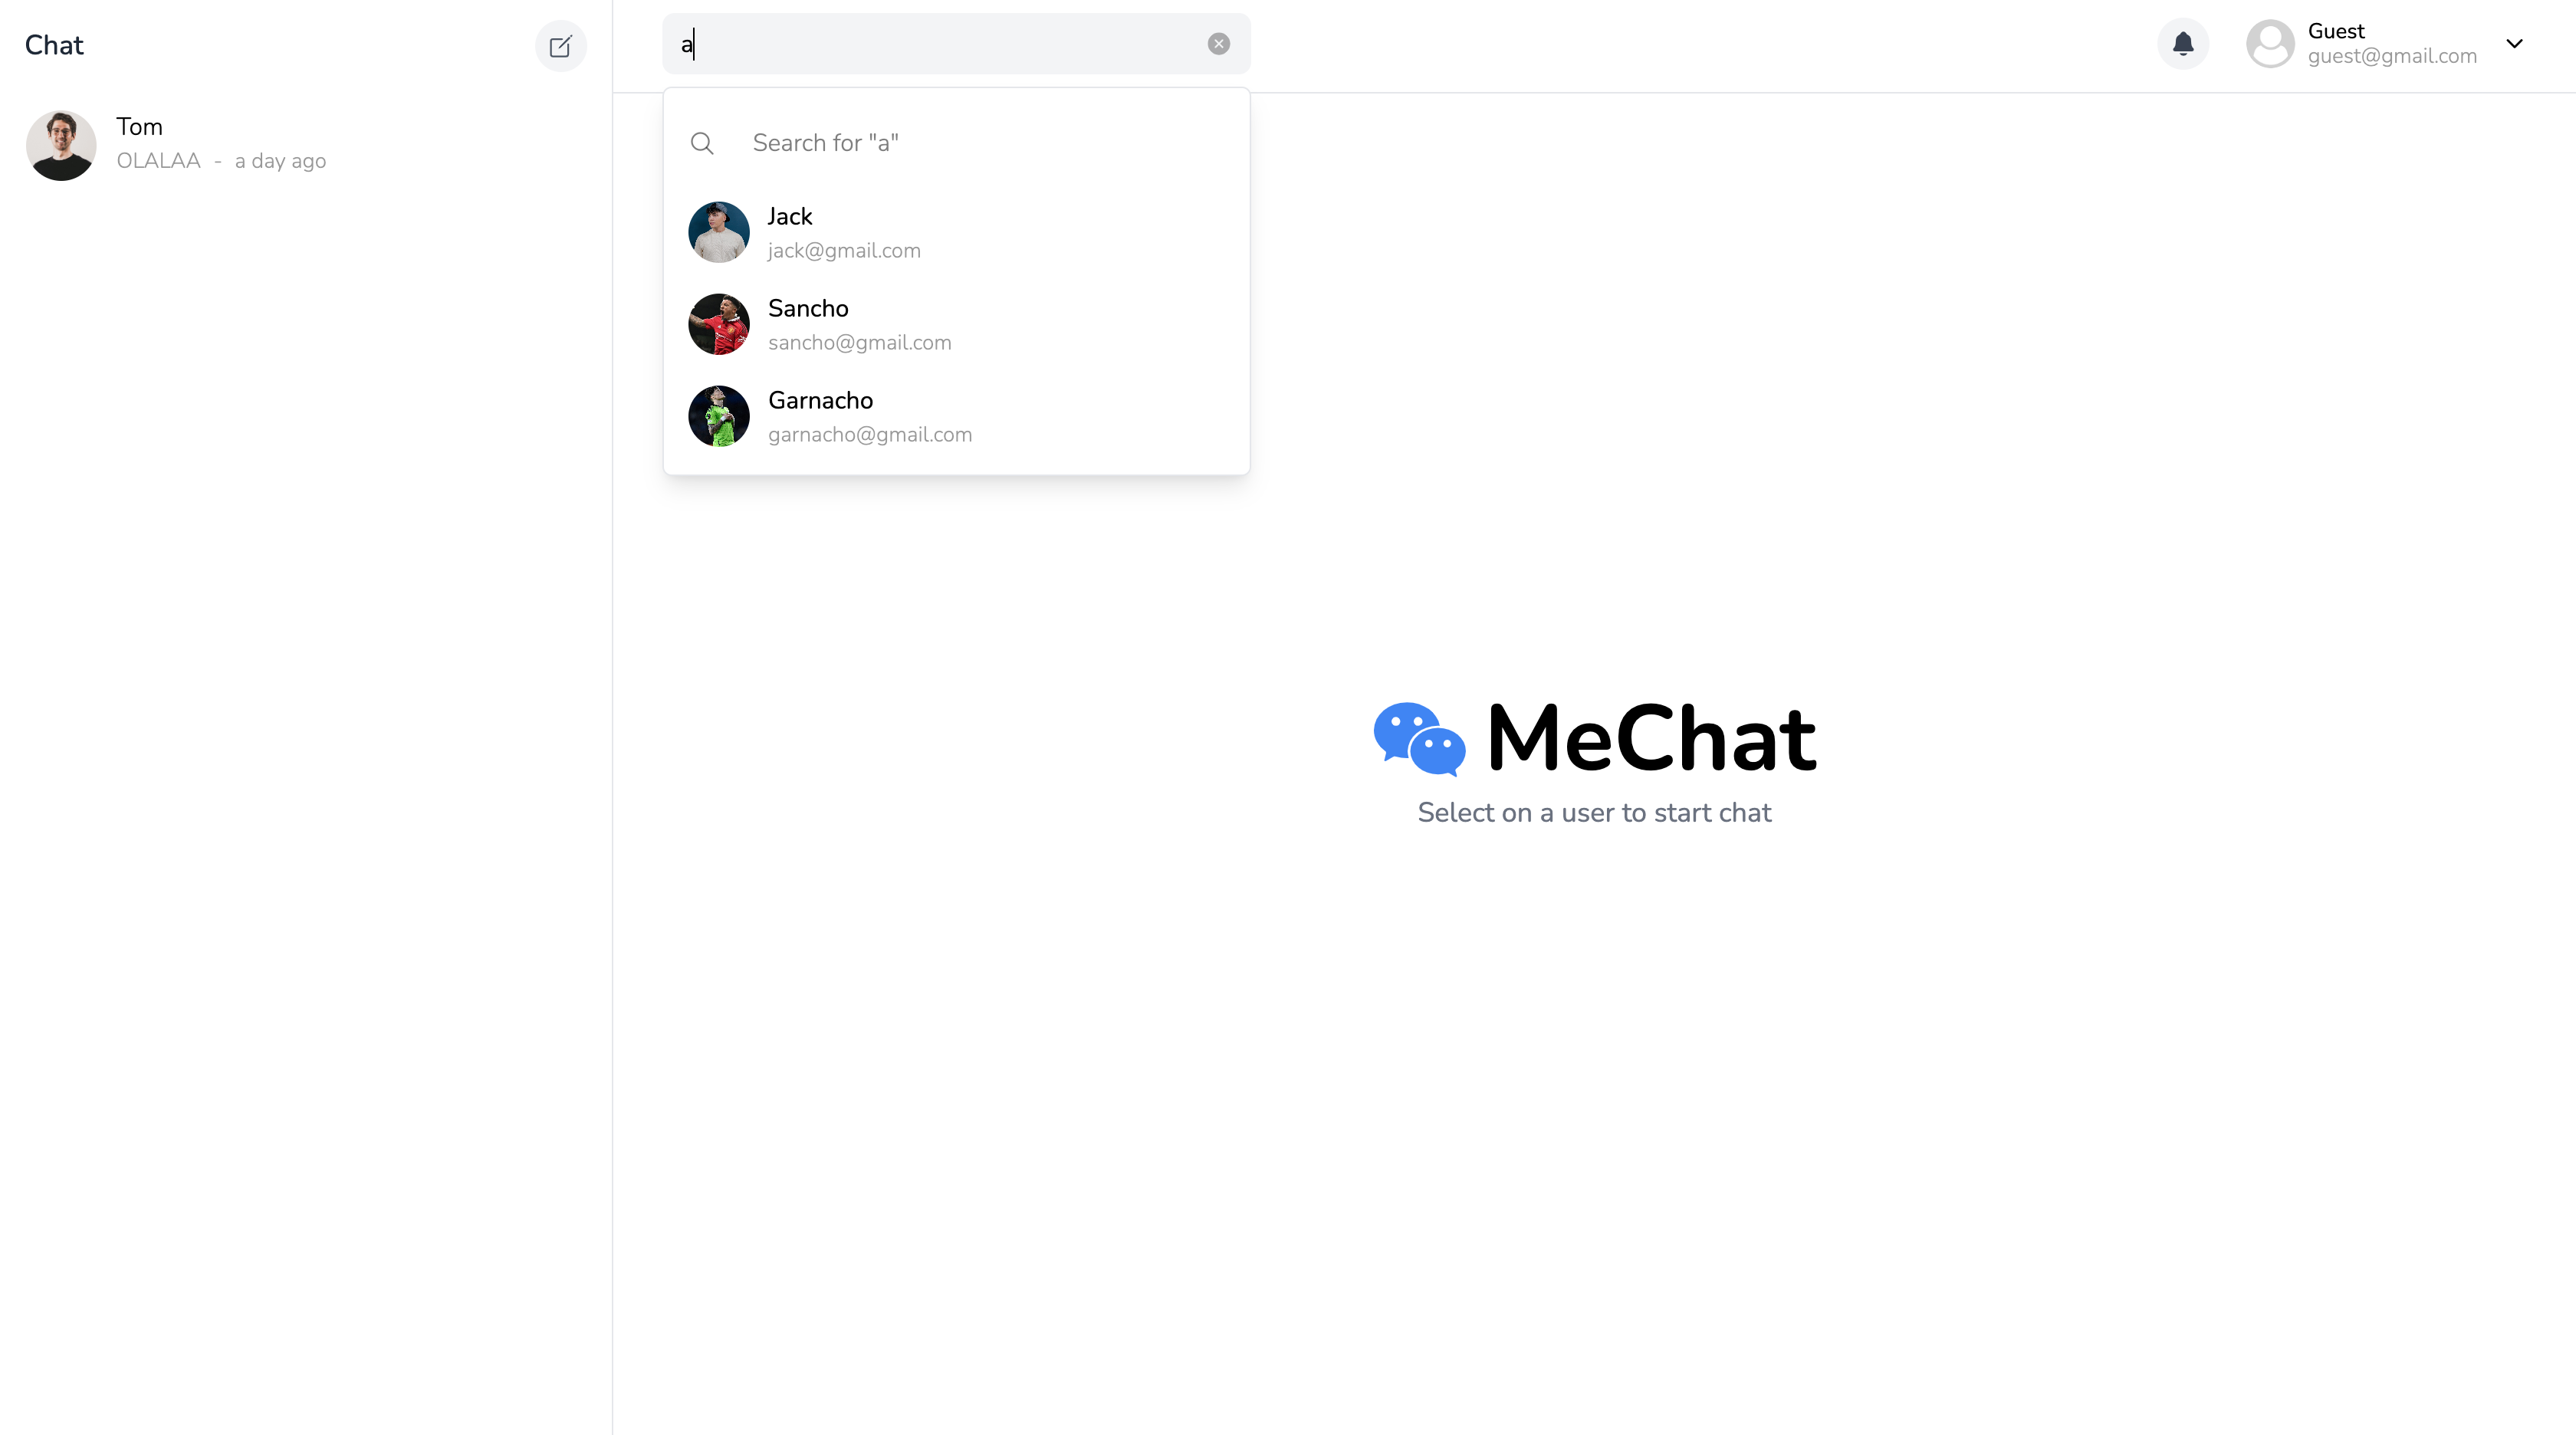 Chat
Tom
OLALAA - a day ago
a
Guest
guest@gmail.com
Search for "a"
Jack
jack@gmail.com
Sancho
sancho@gmail.com
Garnacho
garnacho@gmail.com
MeChat
Select on a user to start chat